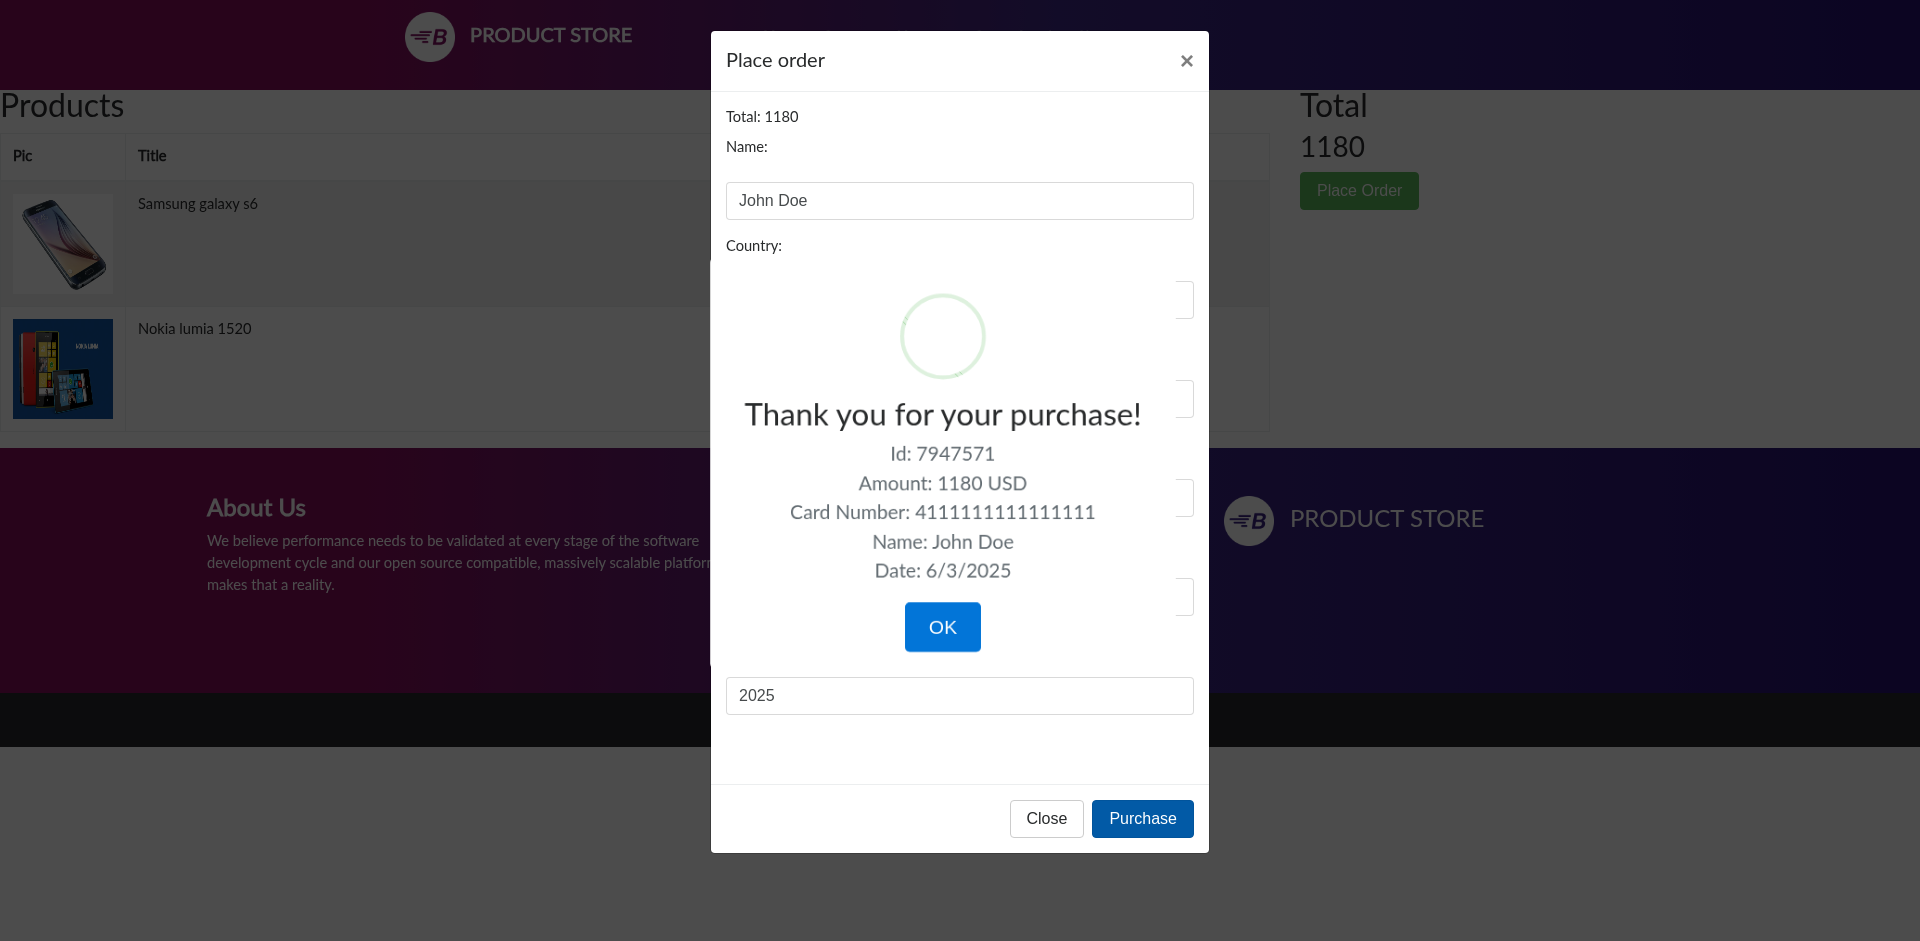 PRODUCT STORE
Place order
×
Products
Total
Total: 1180
1180
Name:
Pic
Title
Place Order
Samsung galaxy s6
John Doe
Country:
Nokia lumia 1520
Thank you for your purchase!
Id: 7947571
Amount: 1180 USD
Card Number: 4111111111111111
Name: John Doe
Date: 6/3/2025
OK
About Us
We believe performance needs to be validated at every stage of the software
development cycle and our open source compatible, massively scalable platfor
makes that a reality.
B PRODUCT STORE
2025
Close
Purchase